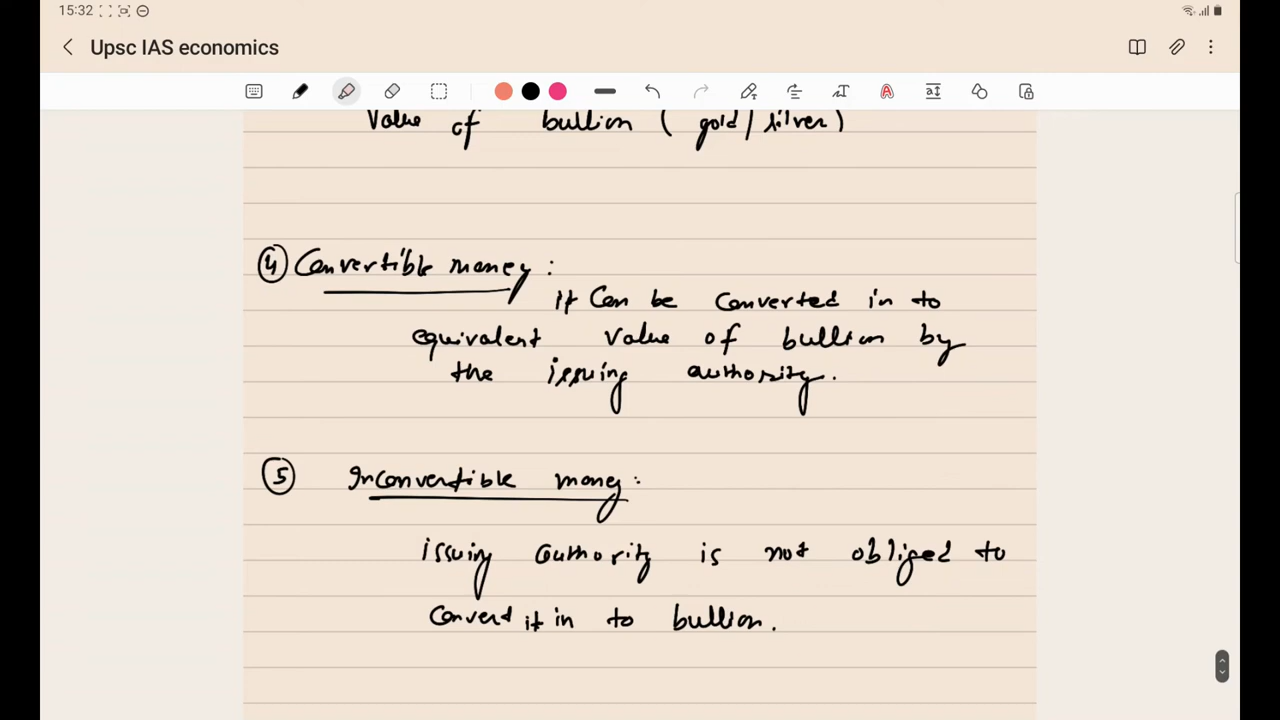 15:32
Upsc IAS economics
Value of bullion ( gold/silver)
④ Convertible money :
it Can be Converted in to
equivalent Value of bullion by
the issuing authority.
⑤ Inconvertible money :
issuing authority is not obliged to
Convert it in to bullion.